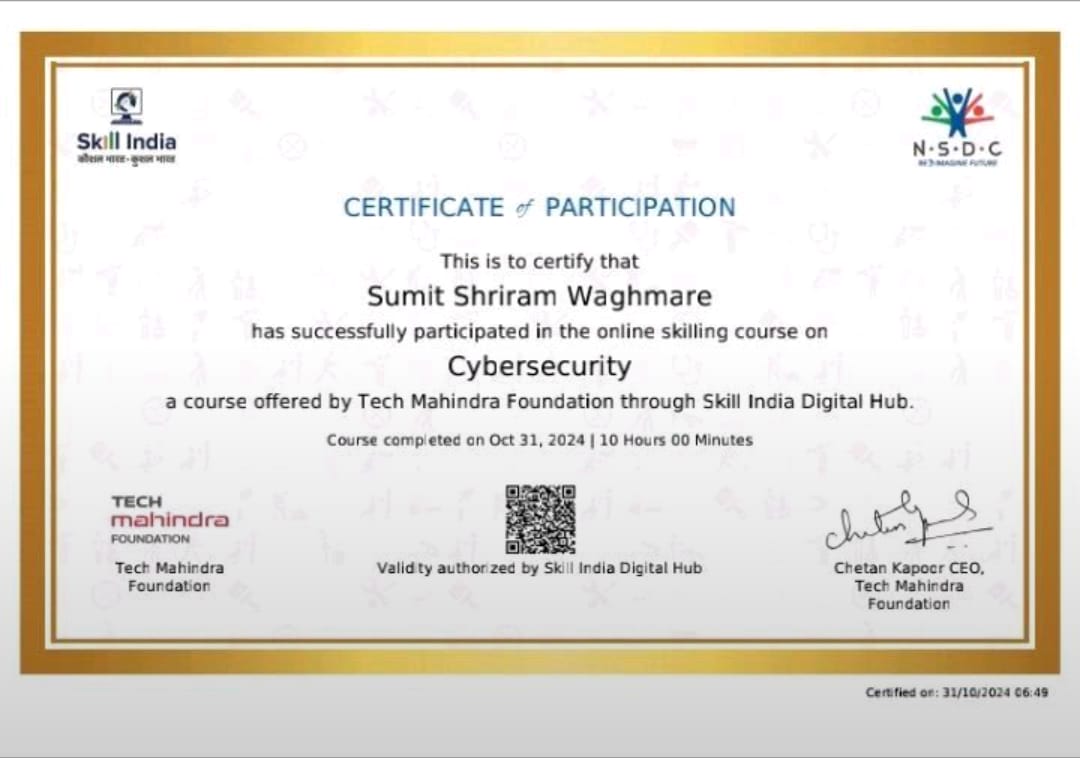 Skill India
कौशल भारत - कुशल भारत
N·S·D·C
RE-IMAGINE FUTURE
CERTIFICATE of PARTICIPATION
This is to certify that
Sumit Shriram Waghmare
has successfully participated in the online skilling course on
Cybersecurity
a course offered by Tech Mahindra Foundation through Skill India Digital Hub.
Course completed on Oct 31, 2024 | 10 Hours 00 Minutes
TECH
mahindra
FOUNDATION
Tech Mahindra
Foundation
Validity authorized by Skill India Digital Hub
Chetan Kapoor CEO,
Tech Mahindra
Foundation
Certified on: 31/10/2024 06:49